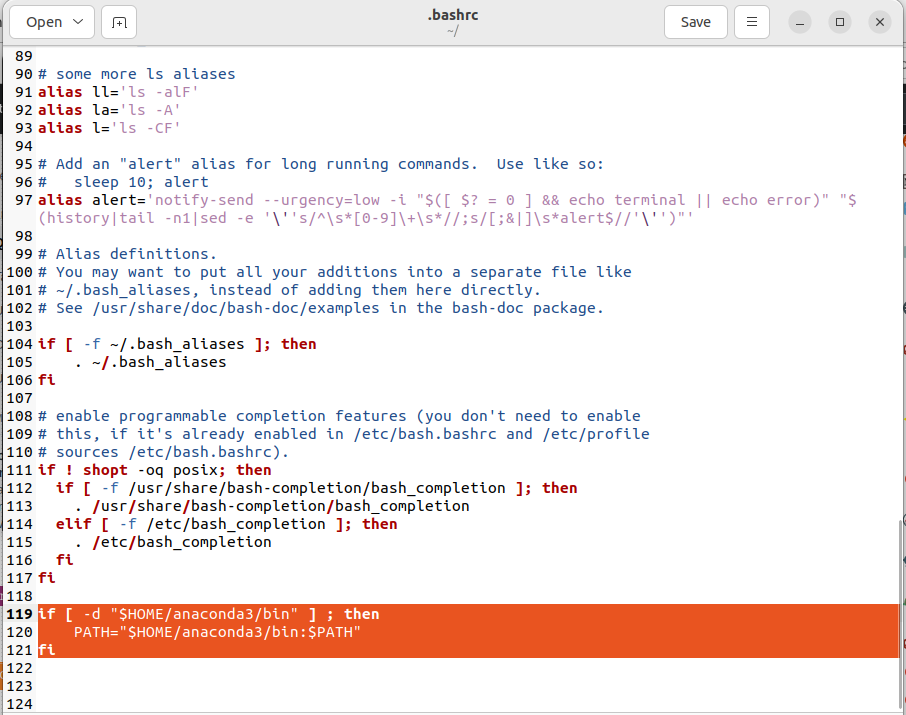 Open
.bashrc
~/
Save
89
90 # some more ls aliases
91 alias ll='ls -alF'
92 alias la='ls -A'
93 alias l='ls -CF'
94
95 # Add an "alert" alias for long running commands.  Use like so:
96 #   sleep 10; alert
97 alias alert='notify-send --urgency=low -i "$([ $? = 0 ] && echo terminal || echo error)" "$
(history|tail -n1|sed -e '\''s/^\s*[0-9]\+\s*//;s/[;&|]\s*alert$//'\'')"'
98
99 # Alias definitions.
100 # You may want to put all your additions into a separate file like
101 # ~/.bash_aliases, instead of adding them here directly.
102 # See /usr/share/doc/bash-doc/examples in the bash-doc package.
103
104 if [ -f ~/.bash_aliases ]; then
105     . ~/.bash_aliases
106 fi
107
108 # enable programmable completion features (you don't need to enable
109 # this, if it's already enabled in /etc/bash.bashrc and /etc/profile
110 # sources /etc/bash.bashrc).
111 if ! shopt -oq posix; then
112   if [ -f /usr/share/bash-completion/bash_completion ]; then
113     . /usr/share/bash-completion/bash_completion
114   elif [ -f /etc/bash_completion ]; then
115     . /etc/bash_completion
116   fi
117 fi
118
119 if [ -d "$HOME/anaconda3/bin" ] ; then
120     PATH="$HOME/anaconda3/bin:$PATH"
121 fi
122
123
124